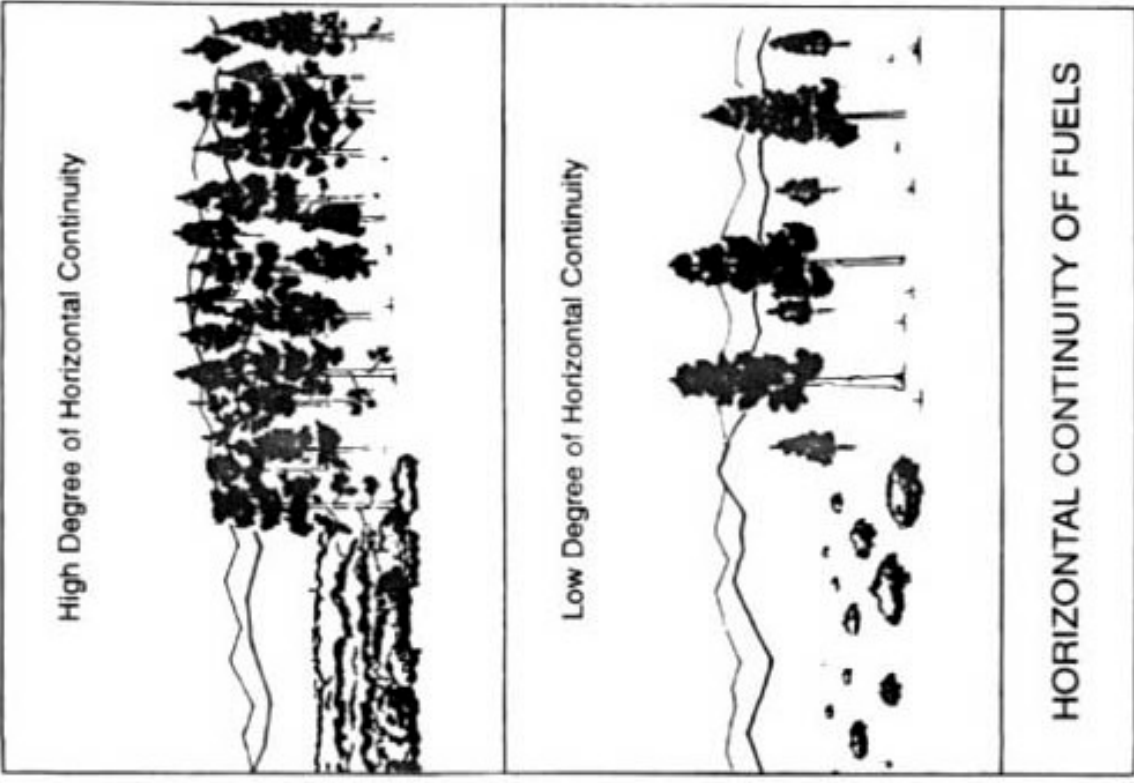 High Degree of Horizontal Continuity
Low Degree of Horizontal Continuity
HORIZONTAL CONTINUITY OF FUELS